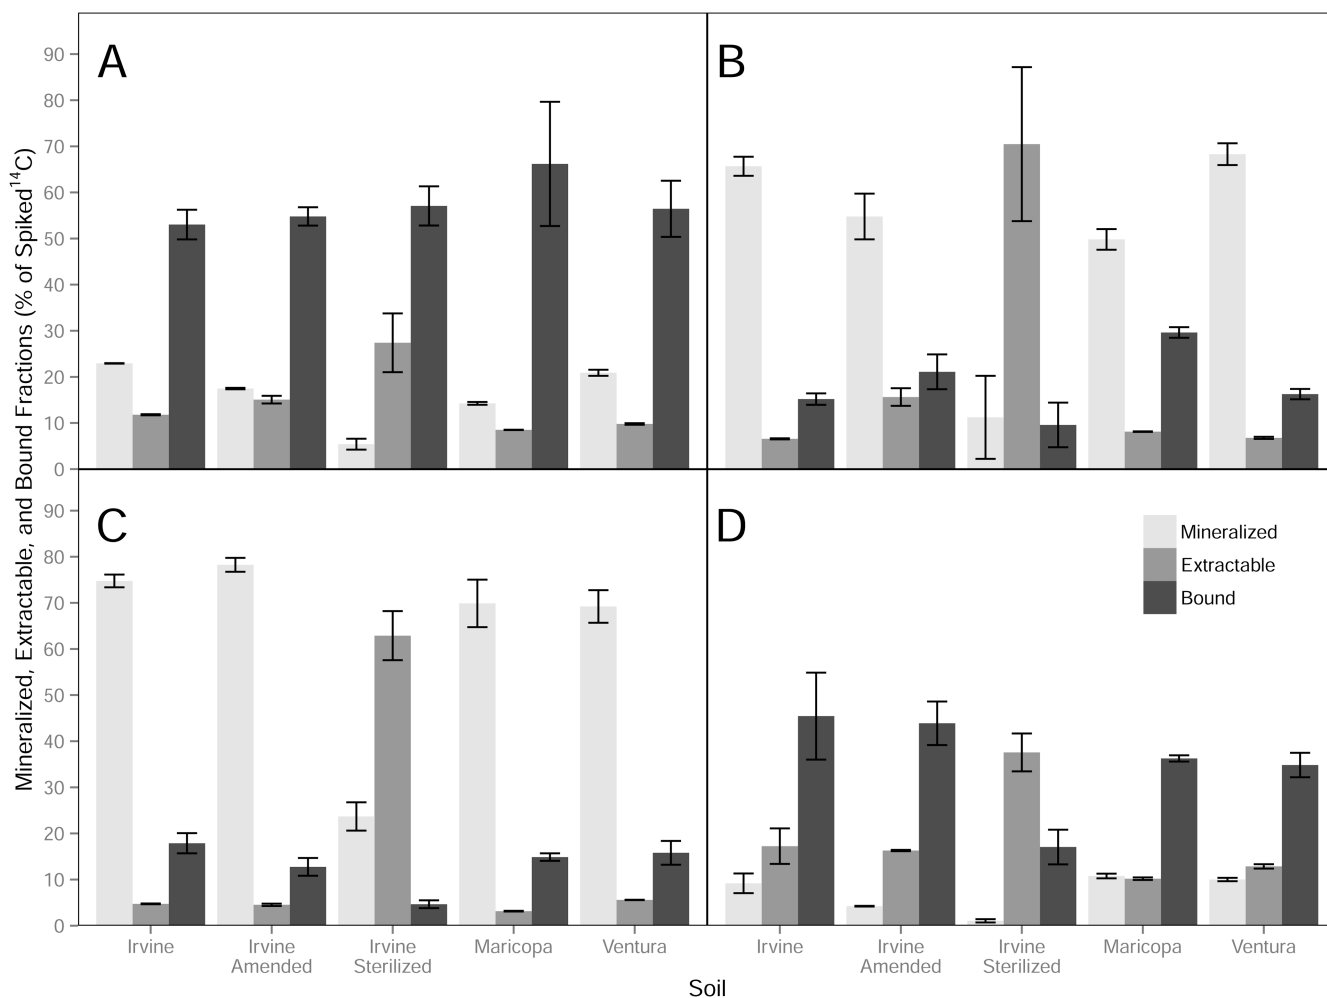 A
B
90
80
70
60
50
40
30
20
10
0
C
D
90
80
70
60
50
40
30
20
10
0
Mineralized
Extractable
Bound
Mineralized, Extractable, and Bound Fractions (% of Spiked14C)
Irvine
Irvine
Amended
Irvine
Sterilized
Maricopa
Ventura
Irvine
Irvine
Amended
Irvine
Sterilized
Maricopa
Ventura
Soil